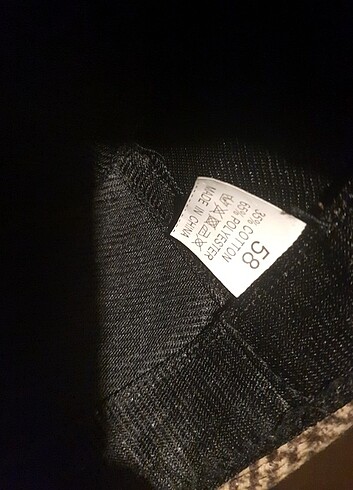 58
35% COTTON
65% POLYESTER
MADE IN CHINA